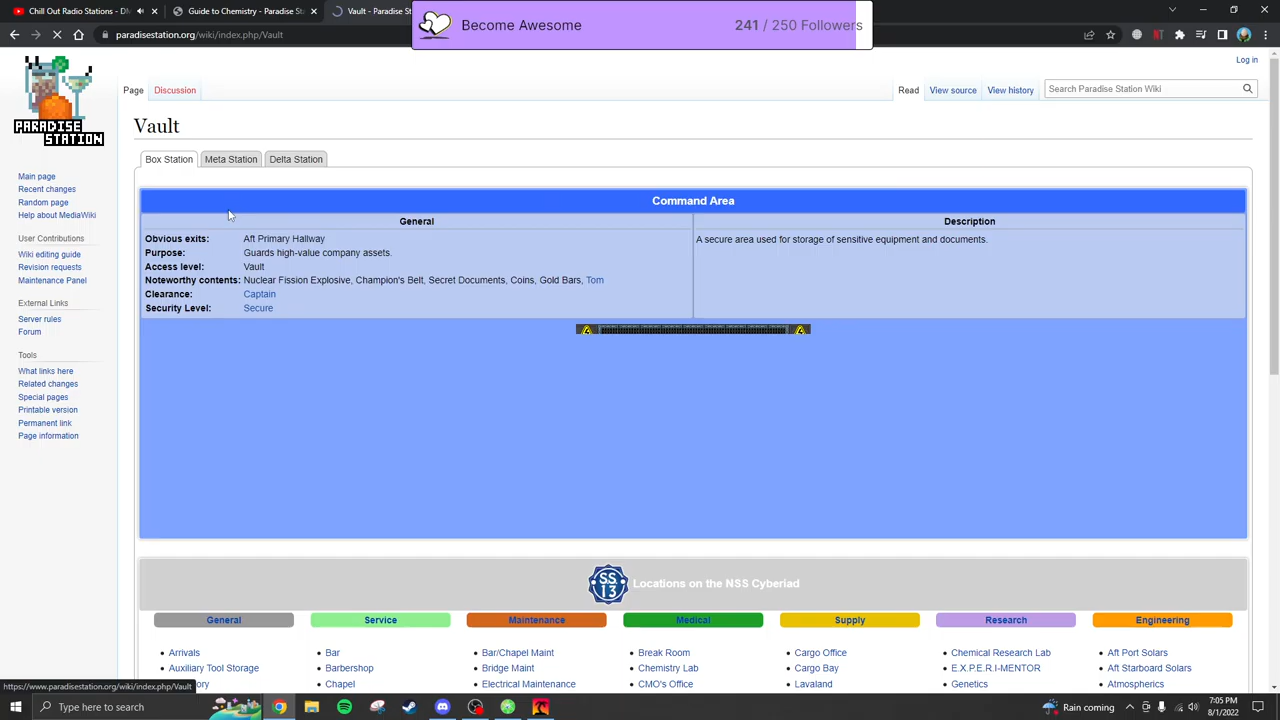 Chill Out Radio - Gaming
Guides - Paradise S
Vault - Paradise St
Become Awesome
241 / 250 Followers
paradisestation.org/wiki/index.php/Vault
Log in
PARADISE
STATION
Page
Discussion
Read
View source
View history
Search Paradise Station Wiki
Vault
Box Station
Meta Station
Delta Station
Main page
Recent changes
Random page
Help about MediaWiki
User Contributions
Wiki editing guide
Revision requests
Maintenance Panel
External Links
Server rules
Forum
Tools
What links here
Related changes
Special pages
Printable version
Permanent link
Page information
Command Area
General
Description
Obvious exits: Aft Primary Hallway
Purpose: Guards high-value company assets.
Access level: Vault
Noteworthy contents: Nuclear Fission Explosive, Champion's Belt, Secret Documents, Coins, Gold Bars, Tom
Clearance: Captain
Security Level: Secure
A secure area used for storage of sensitive equipment and documents.
SS
13
Locations on the NSS Cyberiad
General
Service
Maintenance
Medical
Supply
Research
Engineering
Arrivals
Bar
Bar/Chapel Maint
Break Room
Cargo Office
Chemical Research Lab
Aft Port Solars
Auxiliary Tool Storage
Barbershop
Bridge Maint
Chemistry Lab
Cargo Bay
E.X.P.E.R.I-MENTOR
Aft Starboard Solars
ory
Chapel
Electrical Maintenance
CMO's Office
Lavaland
Genetics
Atmospherics
https://www.paradisestation.org/wiki/index.php/Vault
Type here to search
Rain coming
7:05 PM
8/1/2022